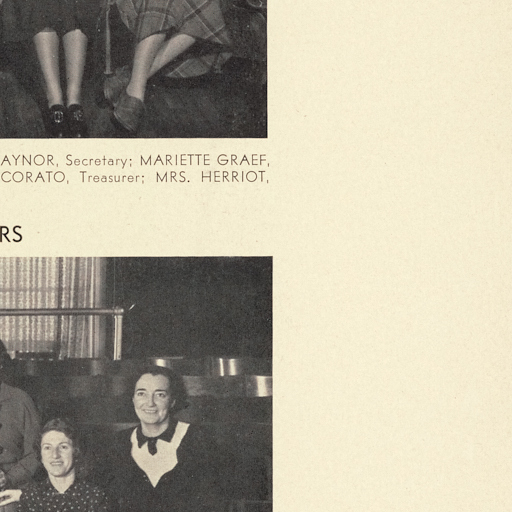 AYNOR, Secretary; MARIETTE GRAEF,
CORATO, Treasurer; MRS. HERRIOT,
RS